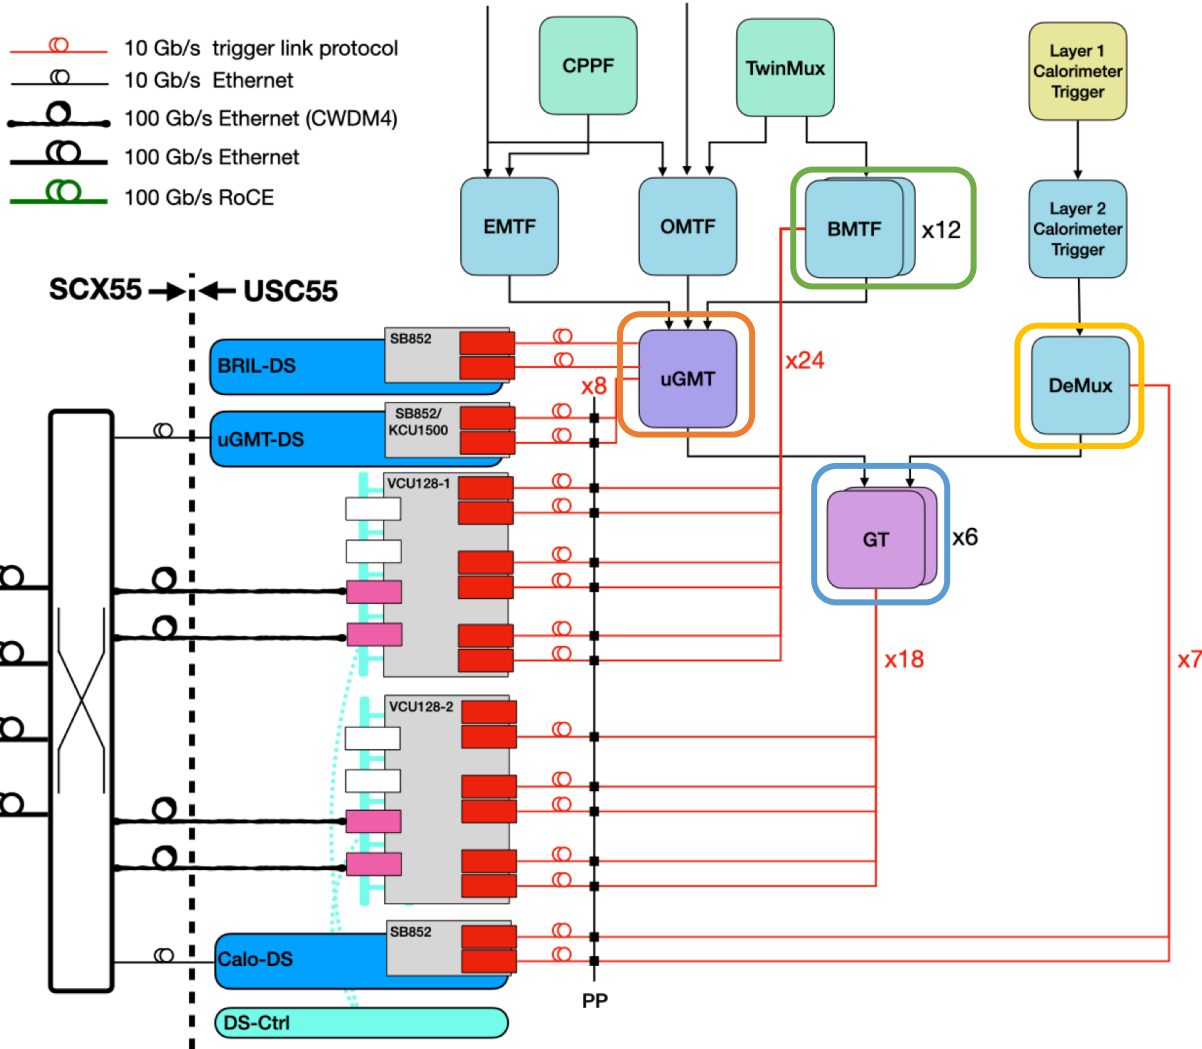 10 Gb/s trigger link protocol
10 Gb/s Ethernet
100 Gb/s Ethernet (CWDM4)
100 Gb/s Ethernet
100 Gb/s RoCE
CPPF
TwinMux
Layer 1
Calorimeter
Trigger
EMTF
OMTF
BMTF
x12
Layer 2
Calorimeter
Trigger
SCX55
USC55
BRIL-DS
SB852
uGMT
x8
x24
DeMux
uGMT-DS
SB852/
KCU1500
VCU128-1
GT
x6
x18
x7
VCU128-2
Calo-DS
SB852
PP
DS-Ctrl